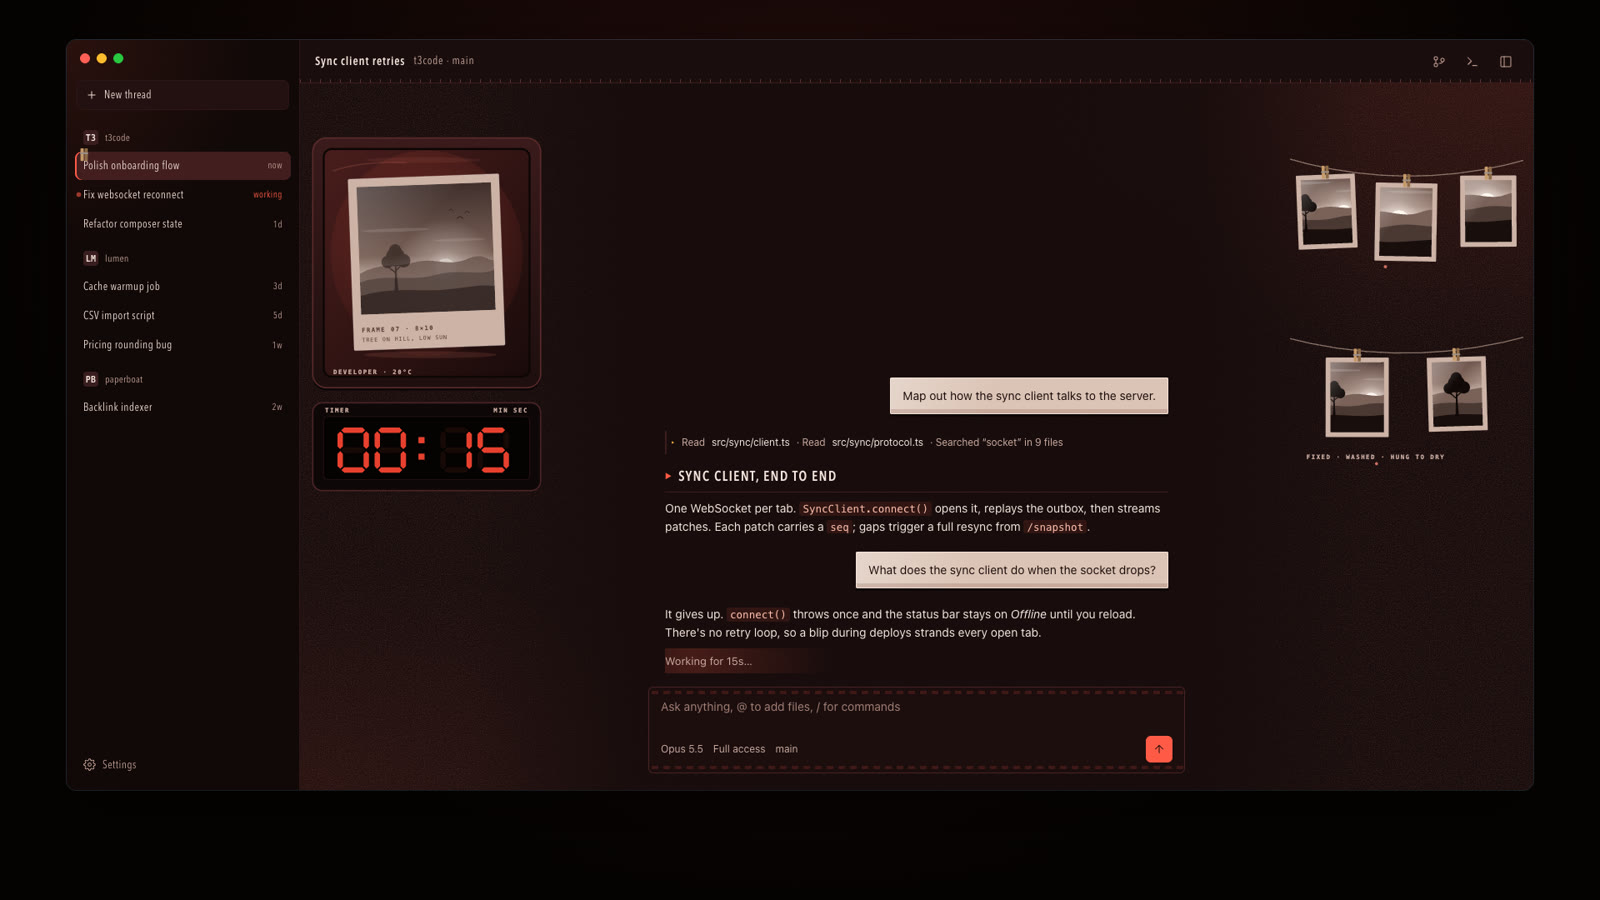 Sync client retries t3code · main
New thread
T3 t3code
Polish onboarding flow now
Fix websocket reconnect working
Refactor composer state 1d
LM lumen
Cache warmup job 3d
CSV import script 5d
Pricing rounding bug 1w
PB paperboat
Backlink indexer 2w
Settings
FRAME 07 · 8×10
TREE ON HILL, LOW SUN
DEVELOPER · 20°C
TIMER MIN SEC
00:15
Map out how the sync client talks to the server.
· Read src/sync/client.ts · Read src/sync/protocol.ts · Searched “socket” in 9 files
SYNC CLIENT, END TO END
One WebSocket per tab. SyncClient.connect() opens it, replays the outbox, then streams
patches. Each patch carries a seq; gaps trigger a full resync from /snapshot.
What does the sync client do when the socket drops?
It gives up. connect() throws once and the status bar stays on Offline until you reload.
There's no retry loop, so a blip during deploys strands every open tab.
Working for 15s...
Ask anything, @ to add files, / for commands
Opus 5.5 Full access main
FIXED · WASHED · HUNG TO DRY